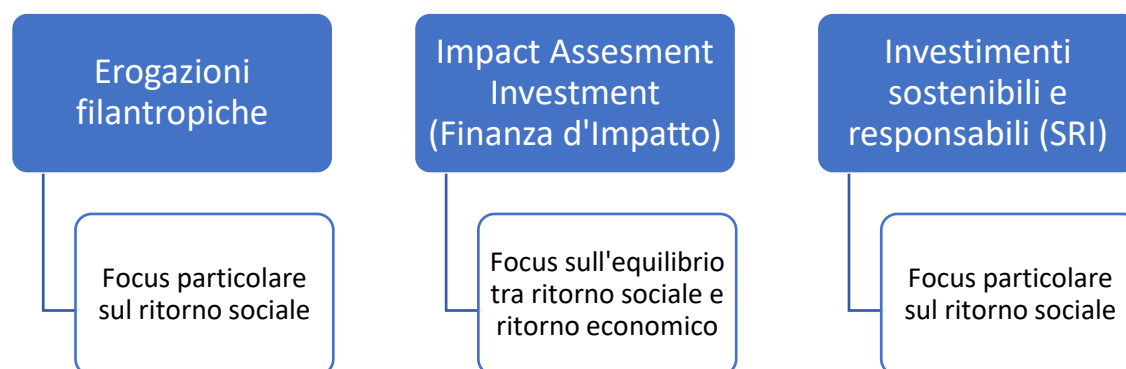 Erogazioni
filantropiche
Focus particolare
sul ritorno sociale
Impact Assesment
Investment
(Finanza d'Impatto)
Focus sull'equilibrio
tra ritorno sociale e
ritorno economico
Investimenti
sostenibili e
responsabili (SRI)
Focus particolare
sul ritorno sociale